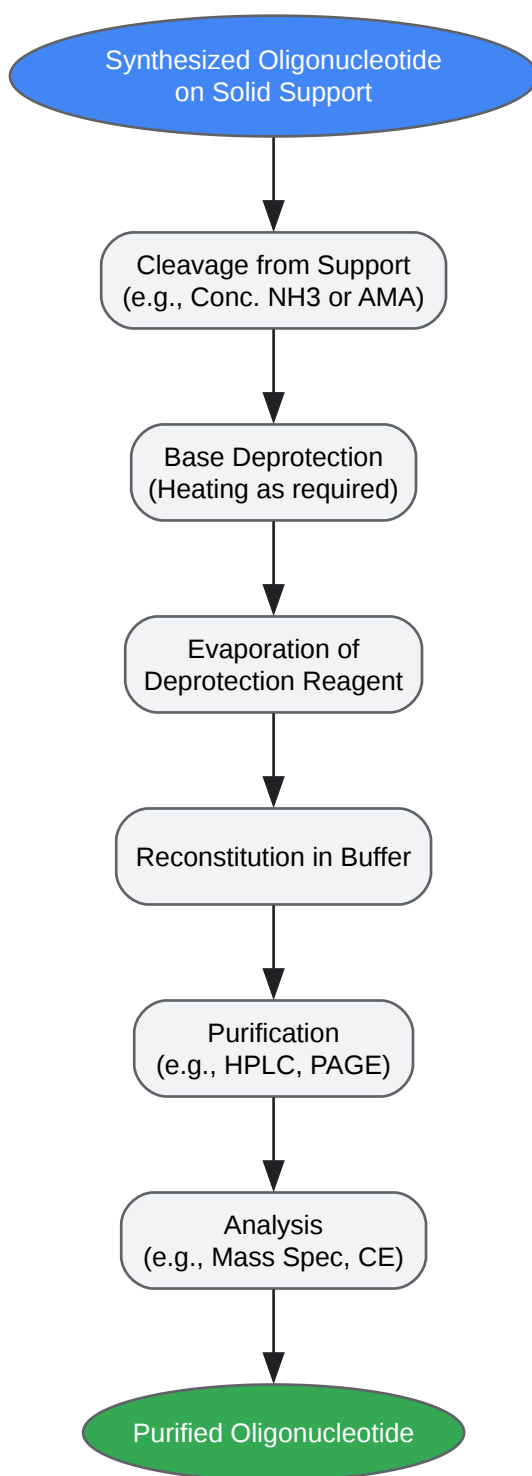 Synthesized Oligonucleotide
on Solid Support
Cleavage from Support
(e.g., Conc. NH3 or AMA)
Base Deprotection
(Heating as required)
Evaporation of
Deprotection Reagent
Reconstitution in Buffer
Purification
(e.g., HPLC, PAGE)
Analysis
(e.g., Mass Spec, CE)
Purified Oligonucleotide